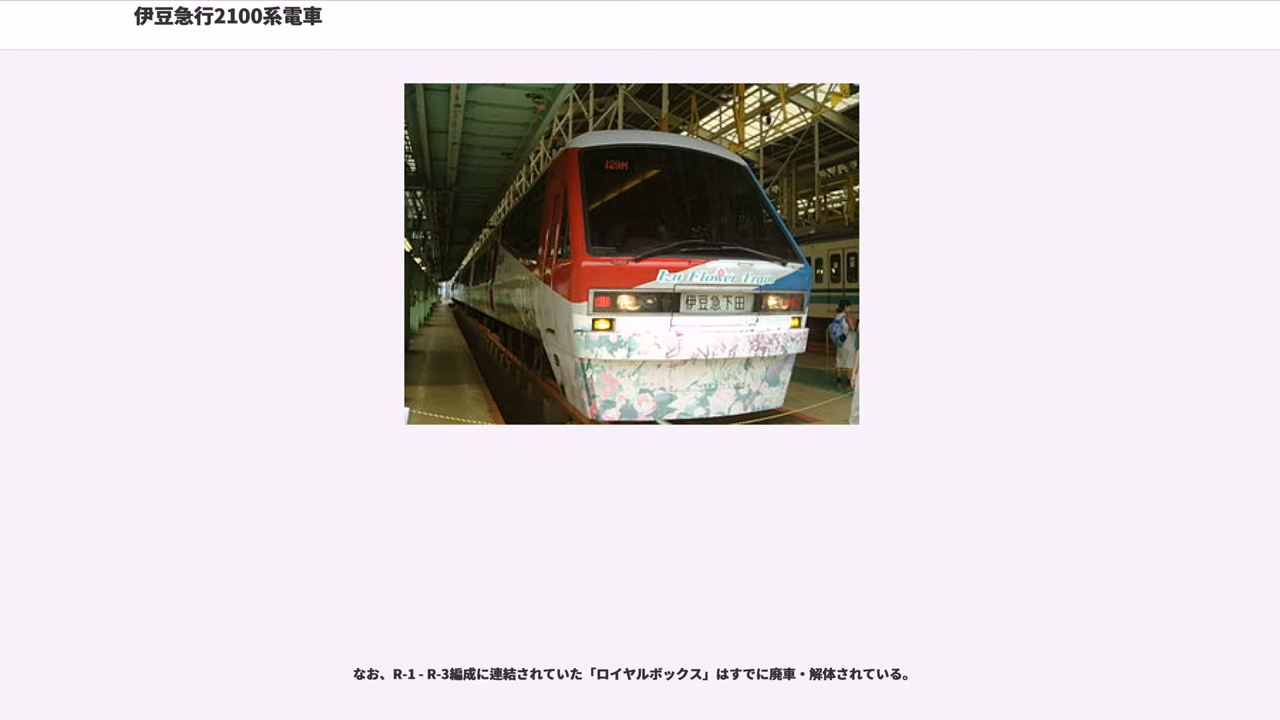 伊豆急行2100系電車
129M
Izu Flower Train
伊豆急下田
なお、R-1 - R-3編成に連結されていた「ロイヤルボックス」はすでに廃車・解体されている。